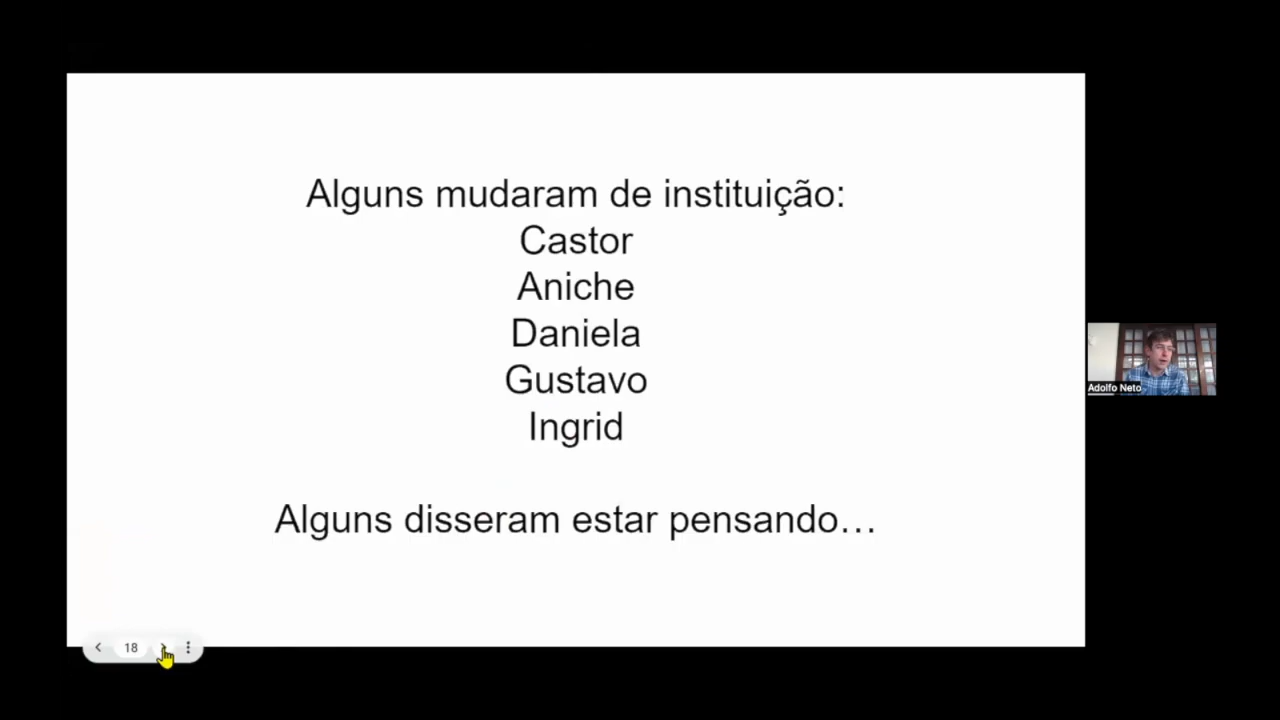 Alguns mudaram de instituição:
Castor
Aniche
Daniela
Gustavo
Ingrid
Alguns disseram estar pensando…
Adolfo Neto
18